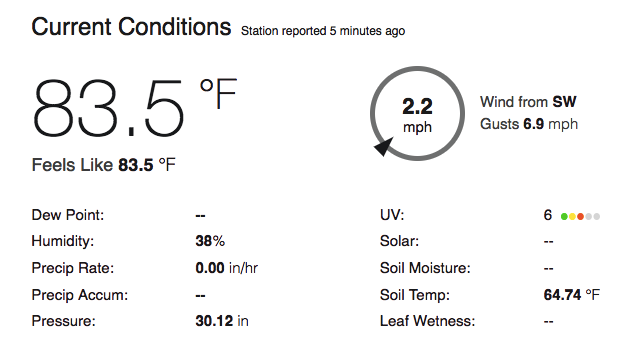 Current Conditions Station reported 5 minutes ago
83.5 °F
Feels Like 83.5 °F
2.2
mph
Wind from SW
Gusts 6.9 mph
Dew Point: --
Humidity: 38%
Precip Rate: 0.00 in/hr
Precip Accum: --
Pressure: 30.12 in
UV: 6
Solar: --
Soil Moisture: --
Soil Temp: 64.74 °F
Leaf Wetness: --